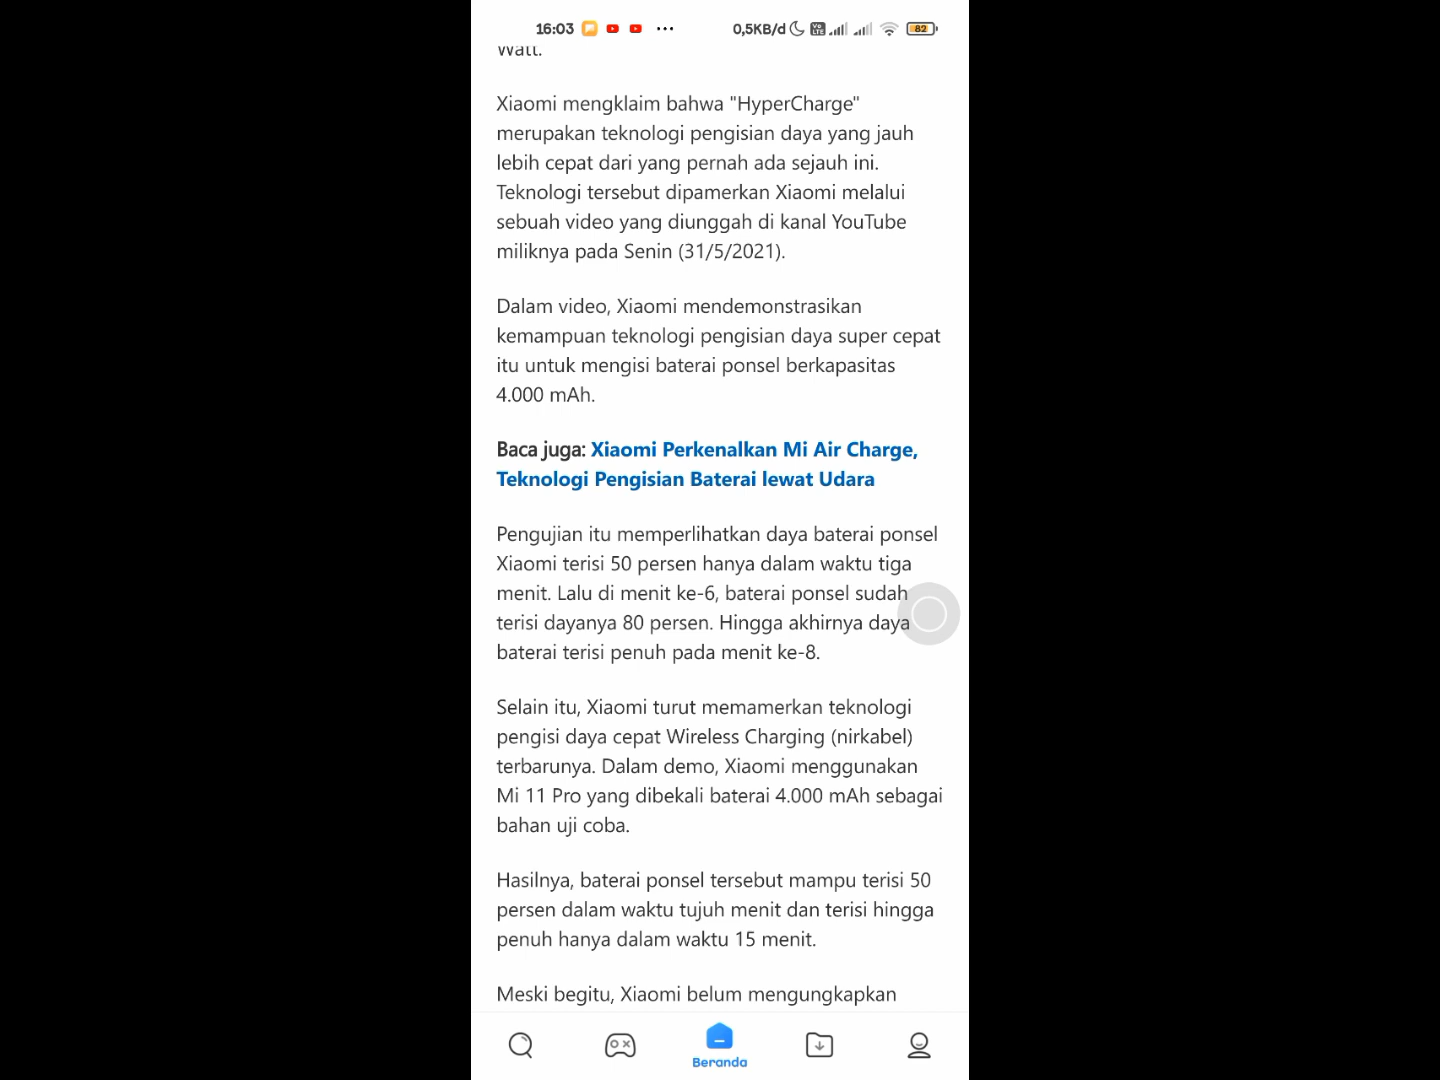 16:03
0,5KB/d
82
Watt.
Xiaomi mengklaim bahwa "HyperCharge"
merupakan teknologi pengisian daya yang jauh
lebih cepat dari yang pernah ada sejauh ini.
Teknologi tersebut dipamerkan Xiaomi melalui
sebuah video yang diunggah di kanal YouTube
miliknya pada Senin (31/5/2021).
Dalam video, Xiaomi mendemonstrasikan
kemampuan teknologi pengisian daya super cepat
itu untuk mengisi baterai ponsel berkapasitas
4.000 mAh.
Baca juga: Xiaomi Perkenalkan Mi Air Charge,
Teknologi Pengisian Baterai lewat Udara
Pengujian itu memperlihatkan daya baterai ponsel
Xiaomi terisi 50 persen hanya dalam waktu tiga
menit. Lalu di menit ke-6, baterai ponsel sudah
terisi dayanya 80 persen. Hingga akhirnya daya
baterai terisi penuh pada menit ke-8.
Selain itu, Xiaomi turut memamerkan teknologi
pengisi daya cepat Wireless Charging (nirkabel)
terbarunya. Dalam demo, Xiaomi menggunakan
Mi 11 Pro yang dibekali baterai 4.000 mAh sebagai
bahan uji coba.
Hasilnya, baterai ponsel tersebut mampu terisi 50
persen dalam waktu tujuh menit dan terisi hingga
penuh hanya dalam waktu 15 menit.
Meski begitu, Xiaomi belum mengungkapkan
Beranda